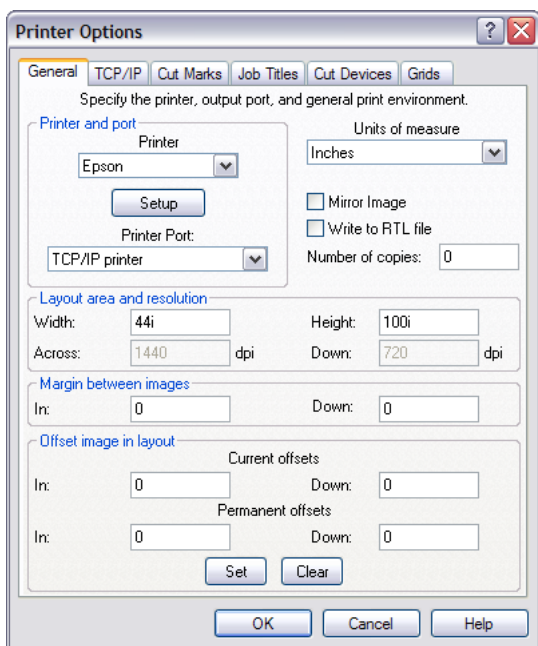 Printer Options
General TCP/IP Cut Marks Job Titles Cut Devices Grids
Specify the printer, output port, and general print environment.
Printer and port
Printer
Epson
Setup
Printer Port:
TCP/IP printer
Units of measure
Inches
Mirror Image
Write to RTL file
Number of copies: 0
Layout area and resolution
Width: 44i Height: 100i
Across: 1440 dpi Down: 720 dpi
Margin between images
In: 0 Down: 0
Offset image in layout
Current offsets
In: 0 Down: 0
Permanent offsets
In: 0 Down: 0
Set Clear
OK Cancel Help